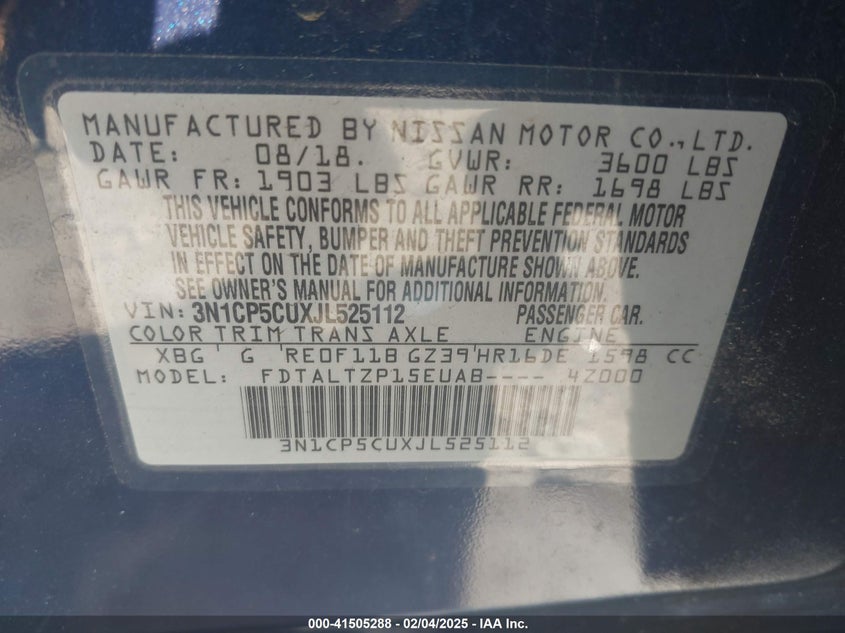 MANUFACTURED BY NISSAN MOTOR CO., LTD.
DATE: 08/18. GVWR: 3600 LBS
GAWR FR: 1903 LBS GAWR RR: 1698 LBS
THIS VEHICLE CONFORMS TO ALL APPLICABLE FEDERAL MOTOR
VEHICLE SAFETY, BUMPER AND THEFT PREVENTION STANDARDS
IN EFFECT ON THE DATE OF MANUFACTURE SHOWN ABOVE.
SEE OWNER'S MANUAL FOR ADDITIONAL INFORMATION.
VIN: 3N1CP5CUXJL525112 PASSENGER CAR.
COLOR TRIM TRANS AXLE ENGINE
XBG G RE0F11B GZ39 HR16DE 1598 CC
MODEL: FDTALTZP15EUAB---- 4Z000
3N1CP5CUXJL525112
000-41505288 - 02/04/2025 - IAA Inc.